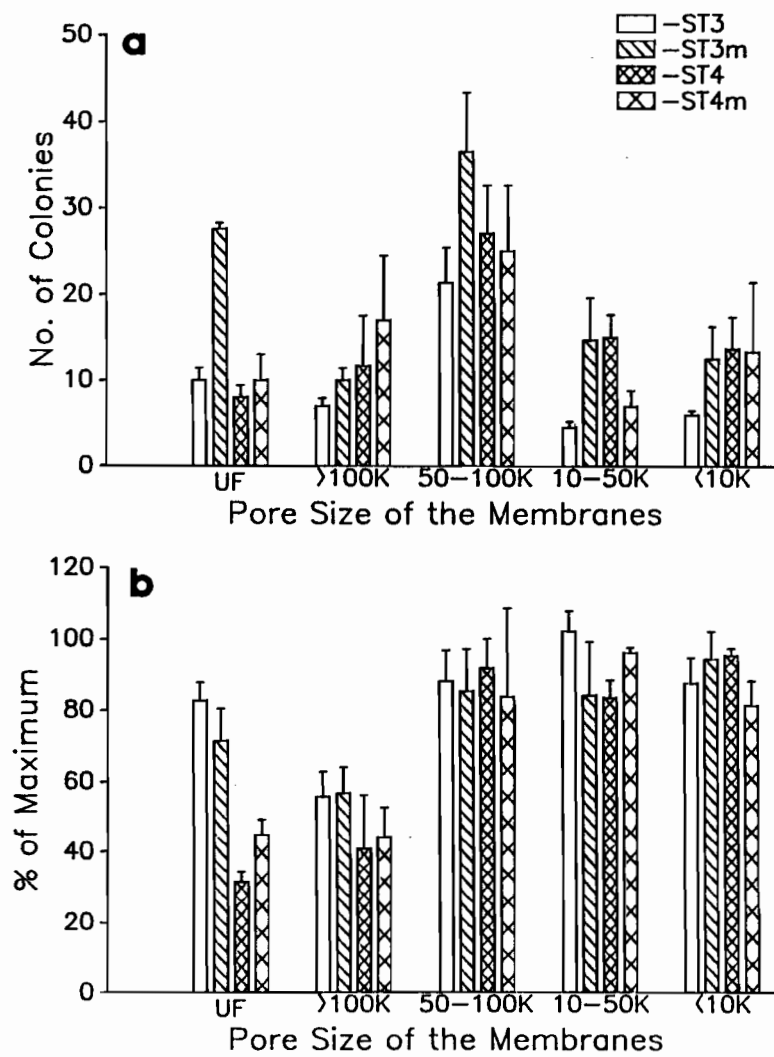 a
-ST3
-ST3m
-ST4
-ST4m
50
40
30
20
10
0
No. of Colonies
UF >100K 50-100K 10-50K <10K
Pore Size of the Membranes
b
120
100
80
60
40
20
0
% of Maximum
UF >100K 50-100K 10-50K <10K
Pore Size of the Membranes